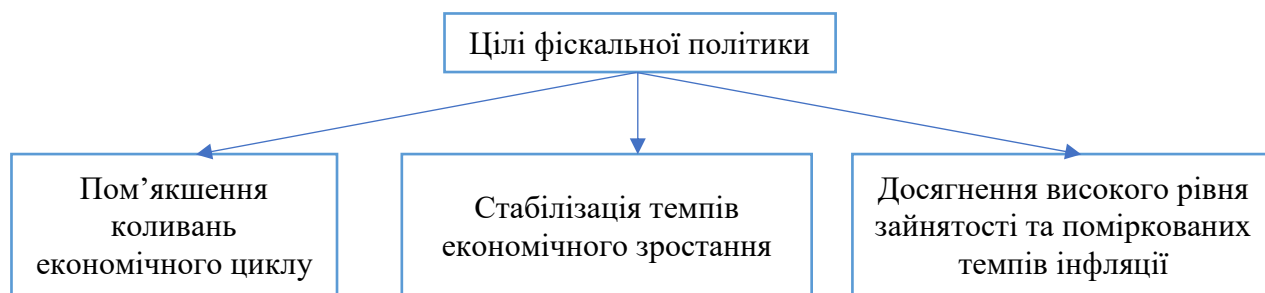 Цілі фіскальної політики
Пом’якшення
коливань
економічного циклу
Стабілізація темпів
економічного зростання
Досягнення високого рівня
зайнятості та поміркованих
темпів інфляції